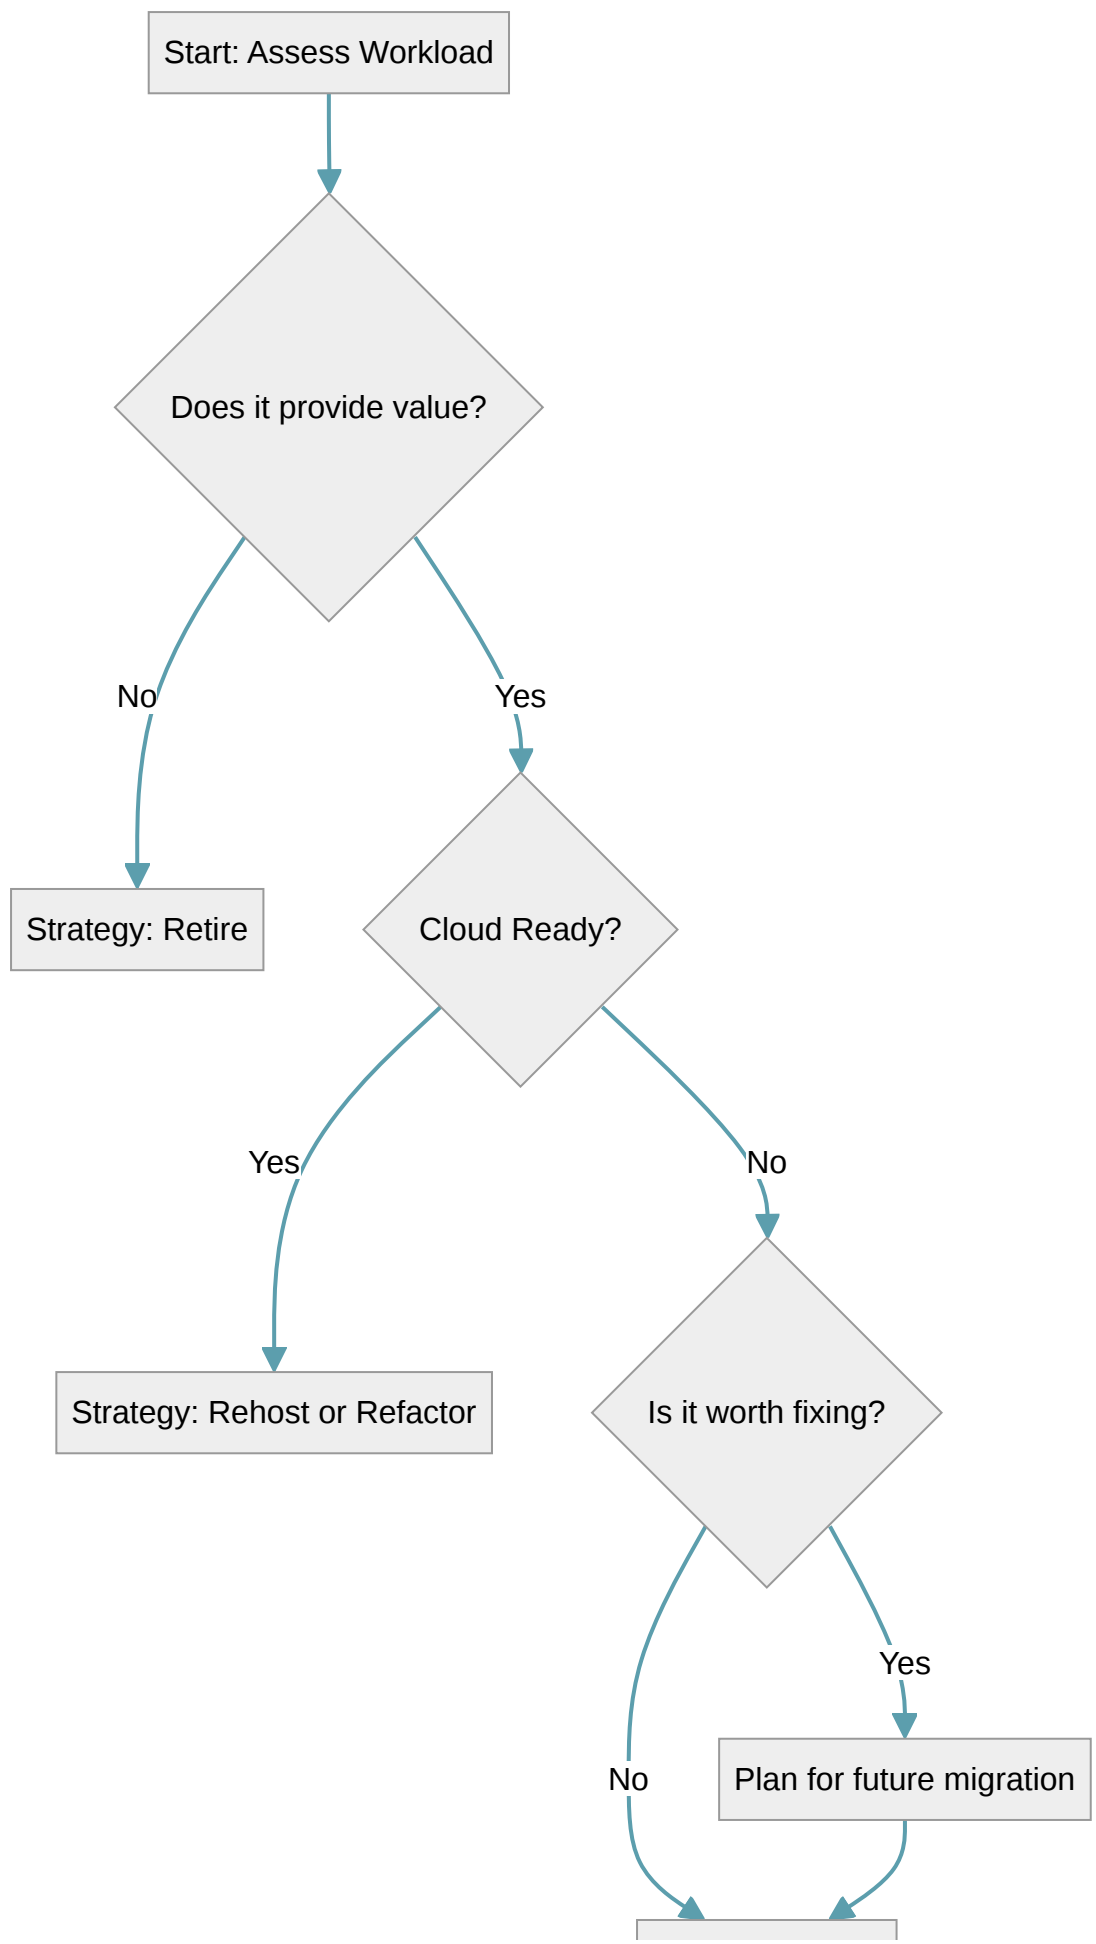 Start: Assess Workload
Does it provide value?
No
Yes
Strategy: Retire
Cloud Ready?
Yes
No
Strategy: Rehost or Refactor
Is it worth fixing?
Yes
No
Plan for future migration